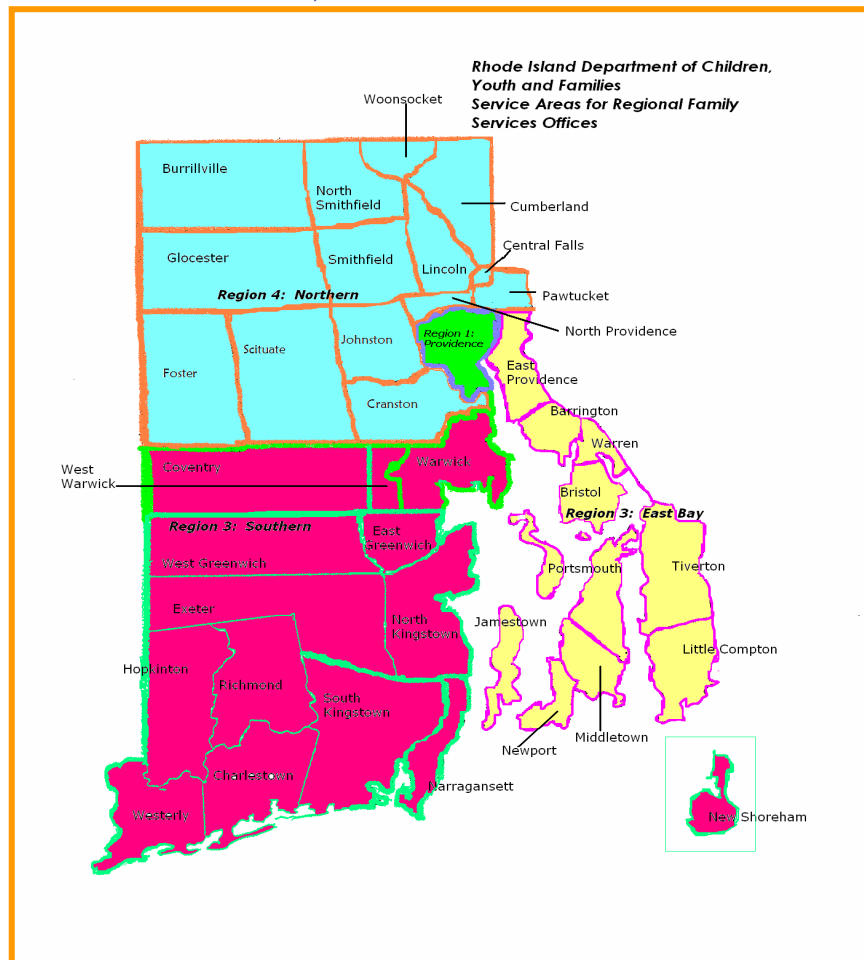 Rhode Island Department of Children,
Youth and Families
Service Areas for Regional Family
Services Offices
Woonsocket
Burrillville
North
Smithfield
Cumberland
Central Falls
Glocester
Smithfield
Lincoln
Region 4:  Northern
Pawtucket
North Providence
Region 1:
Providence
Johnston
Scituate
Foster
East
Providence
Cranston
Barrington
Warren
West
Warwick
Coventry
Warwick
Bristol
Region 3:  East Bay
Region 3:  Southern
East
Greenwich
West Greenwich
Portsmouth
Tiverton
Exeter
North
Kingstown
Jamestown
Little Compton
Hopkinton
Richmond
South
Kingstown
Middletown
Newport
Charlestown
Narragansett
Westerly
New Shoreham